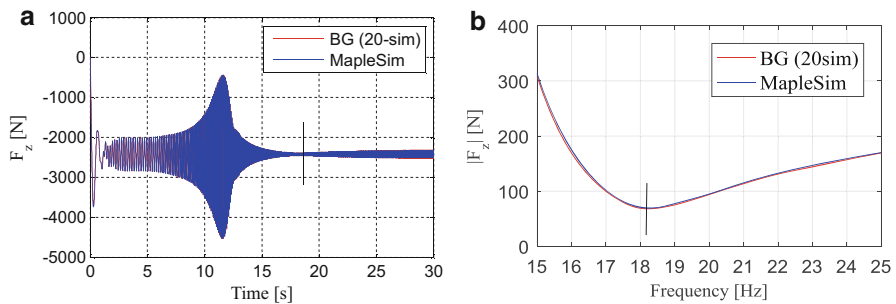 a
1000
0
-1000
-2000
-3000
-4000
-5000
F_z [N]
0 5 10 15 20 25 30
Time [s]
BG (20-sim)
MapleSim
b
400
300
200
100
0
|F_z| [N]
15 16 17 18 19 20 21 22 23 24 25
Frequency [Hz]
BG (20sim)
MapleSim